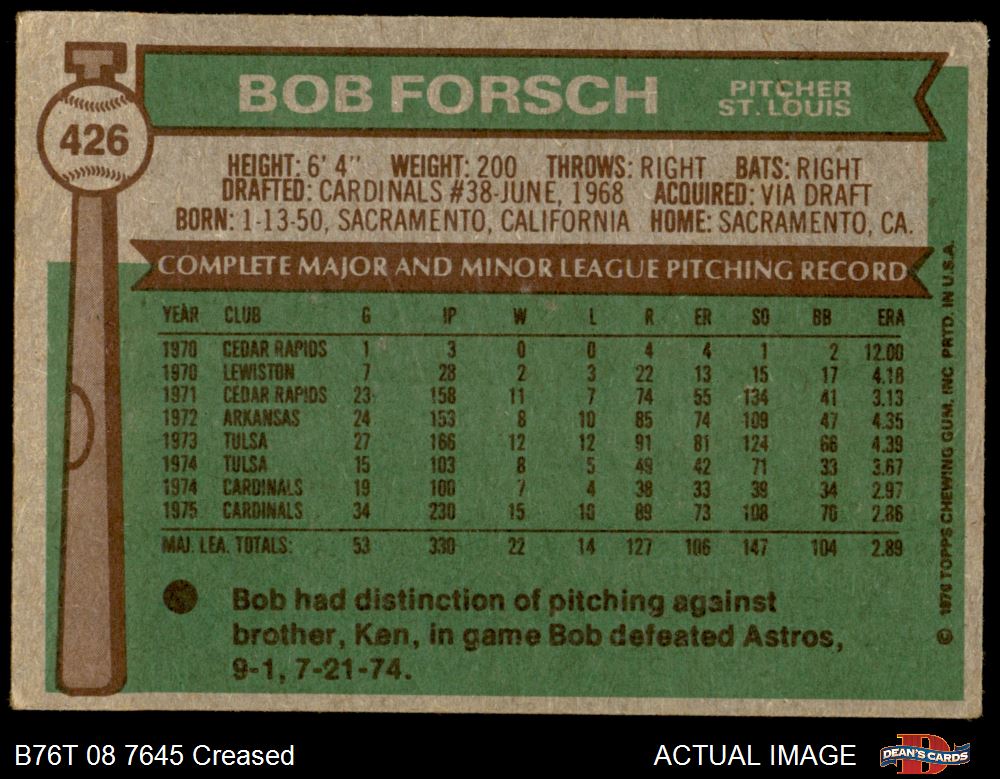 BOB FORSCH
PITCHER
ST. LOUIS
426
HEIGHT: 6' 4" WEIGHT: 200 THROWS: RIGHT BATS: RIGHT
DRAFTED: CARDINALS #38-JUNE, 1968 ACQUIRED: VIA DRAFT
BORN: 1-13-50, SACRAMENTO, CALIFORNIA HOME: SACRAMENTO, CA.
COMPLETE MAJOR AND MINOR LEAGUE PITCHING RECORD
YEAR CLUB G IP W L R ER SO BB ERA
1970 CEDAR RAPIDS 1 3 0 0 4 4 1 2 12.00
1970 LEWISTON 7 28 2 3 22 13 15 17 4.18
1971 CEDAR RAPIDS 23 158 11 7 74 55 134 41 3.13
1972 ARKANSAS 24 153 8 10 85 74 109 47 4.35
1973 TULSA 27 166 12 12 91 81 124 66 4.39
1974 TULSA 15 103 8 5 49 42 71 33 3.67
1974 CARDINALS 19 100 7 4 38 33 39 34 2.97
1975 CARDINALS 34 230 15 10 89 73 108 70 2.86
MAJ. LEA. TOTALS: 53 330 22 14 127 106 147 104 2.89
Bob had distinction of pitching against
brother, Ken, in game Bob defeated Astros,
9-1, 7-21-74.
© 1976 TOPPS CHEWING GUM, INC PRTD. IN U.S.A.
B76T 08 7645 Creased
ACTUAL IMAGE
DEAN'S CARDS